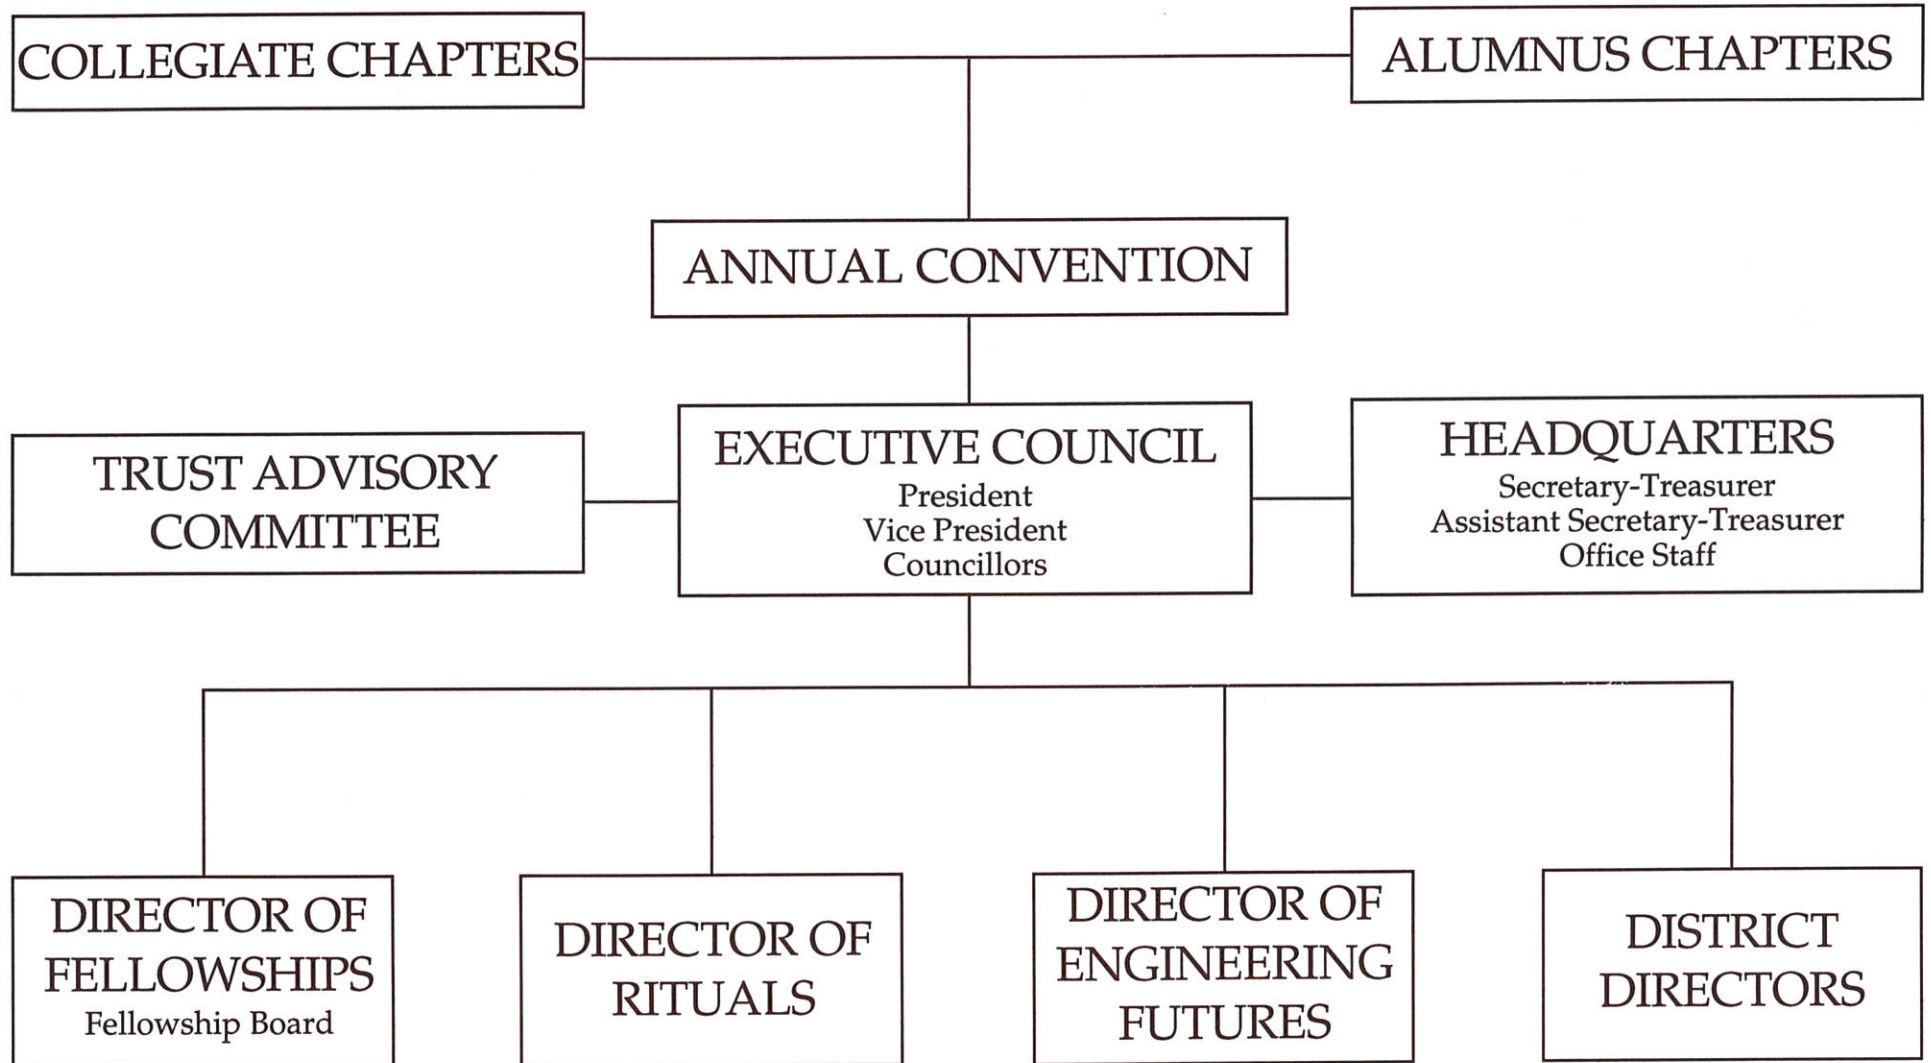 COLLEGIATE CHAPTERS
ALUMNUS CHAPTERS
ANNUAL CONVENTION
TRUST ADVISORY
COMMITTEE
EXECUTIVE COUNCIL
President
Vice President
Councillors
HEADQUARTERS
Secretary-Treasurer
Assistant Secretary-Treasurer
Office Staff
DIRECTOR OF
FELLOWSHIPS
Fellowship Board
DIRECTOR OF
RITUALS
DIRECTOR OF
ENGINEERING
FUTURES
DISTRICT
DIRECTORS